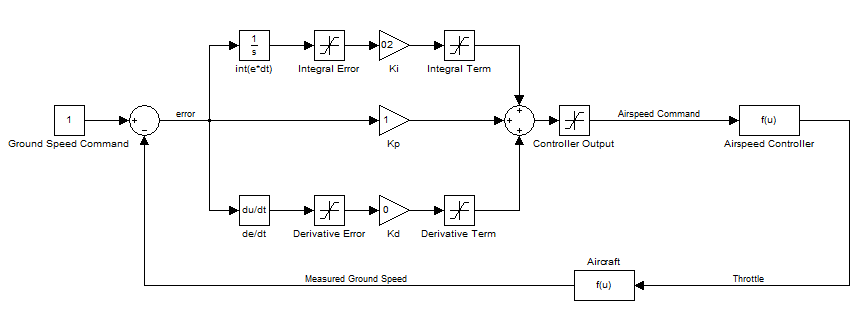 1
s
int(e*dt)
Integral Error
02
Ki
Integral Term
error
1
Ground Speed Command
1
Kp
Controller Output
Airspeed Command
f(u)
Airspeed Controller
du/dt
de/dt
Derivative Error
0
Kd
Derivative Term
Aircraft
f(u)
Measured Ground Speed
Throttle